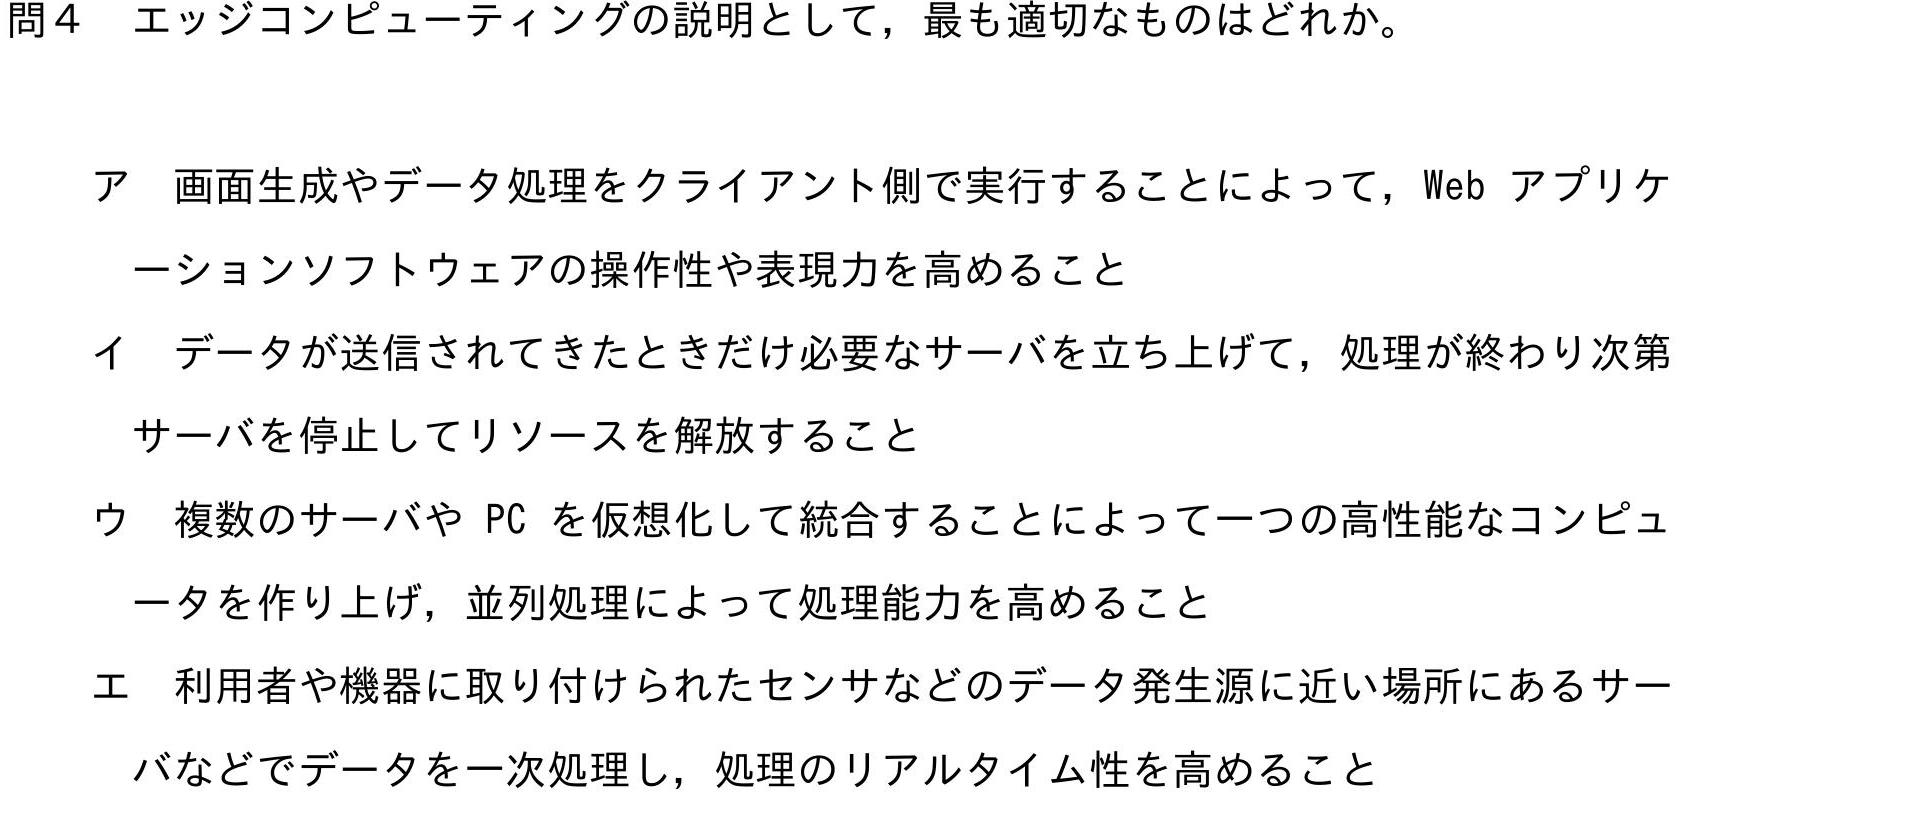 問４　エッジコンピューティングの説明として，最も適切なものはどれか。
ア　画面生成やデータ処理をクライアント側で実行することによって，Web アプリケ
ーションソフトウェアの操作性や表現力を高めること
イ　データが送信されてきたときだけ必要なサーバを立ち上げて，処理が終わり次第
サーバを停止してリソースを解放すること
ウ　複数のサーバや PC を仮想化して統合することによって一つの高性能なコンピュ
ータを作り上げ，並列処理によって処理能力を高めること
エ　利用者や機器に取り付けられたセンサなどのデータ発生源に近い場所にあるサー
バなどでデータを一次処理し，処理のリアルタイム性を高めること